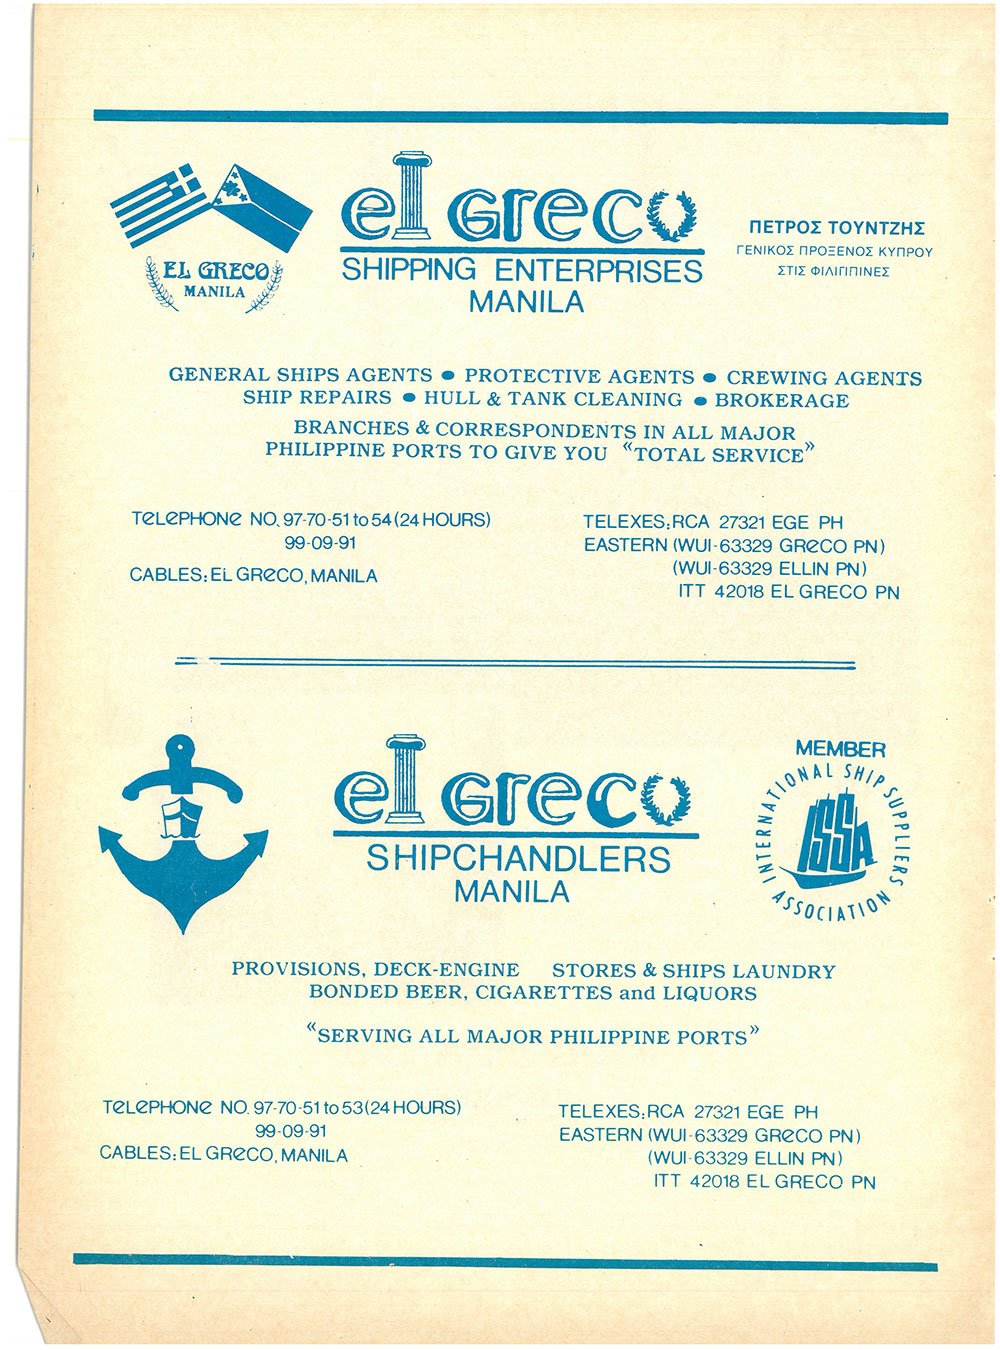 EL GRECO
MANILA
el Greco
SHIPPING ENTERPRISES
MANILA
ΠΕΤΡΟΣ ΤΟΥΝΤΖΗΣ
ΓΕΝΙΚΟΣ ΠΡΟΞΕΝΟΣ ΚΥΠΡΟΥ
ΣΤΙΣ ΦΙΛΙΠΠΙΝΕΣ
GENERAL SHIPS AGENTS ● PROTECTIVE AGENTS ● CREWING AGENTS
SHIP REPAIRS ● HULL & TANK CLEANING ● BROKERAGE
BRANCHES & CORRESPONDENTS IN ALL MAJOR
PHILIPPINE PORTS TO GIVE YOU «TOTAL SERVICE»
TELEPHONE NO. 97-70-51 to 54 (24 HOURS)
99-09-91
CABLES: EL GRECO, MANILA
TELEXES: RCA 27321 EGE PH
EASTERN (WUI-63329 GRECO PN)
(WUI-63329 ELLIN PN)
ITT 42018 EL GRECO PN
el Greco
SHIPCHANDLERS
MANILA
MEMBER
INTERNATIONAL SHIP SUPPLIERS ASSOCIATION
ISSA
PROVISIONS, DECK-ENGINE STORES & SHIPS LAUNDRY
BONDED BEER, CIGARETTES and LIQUORS
«SERVING ALL MAJOR PHILIPPINE PORTS»
TELEPHONE NO. 97-70-51 to 53 (24 HOURS)
99-09-91
CABLES: EL GRECO, MANILA
TELEXES: RCA 27321 EGE PH
EASTERN (WUI-63329 GRECO PN)
(WUI-63329 ELLIN PN)
ITT 42018 EL GRECO PN